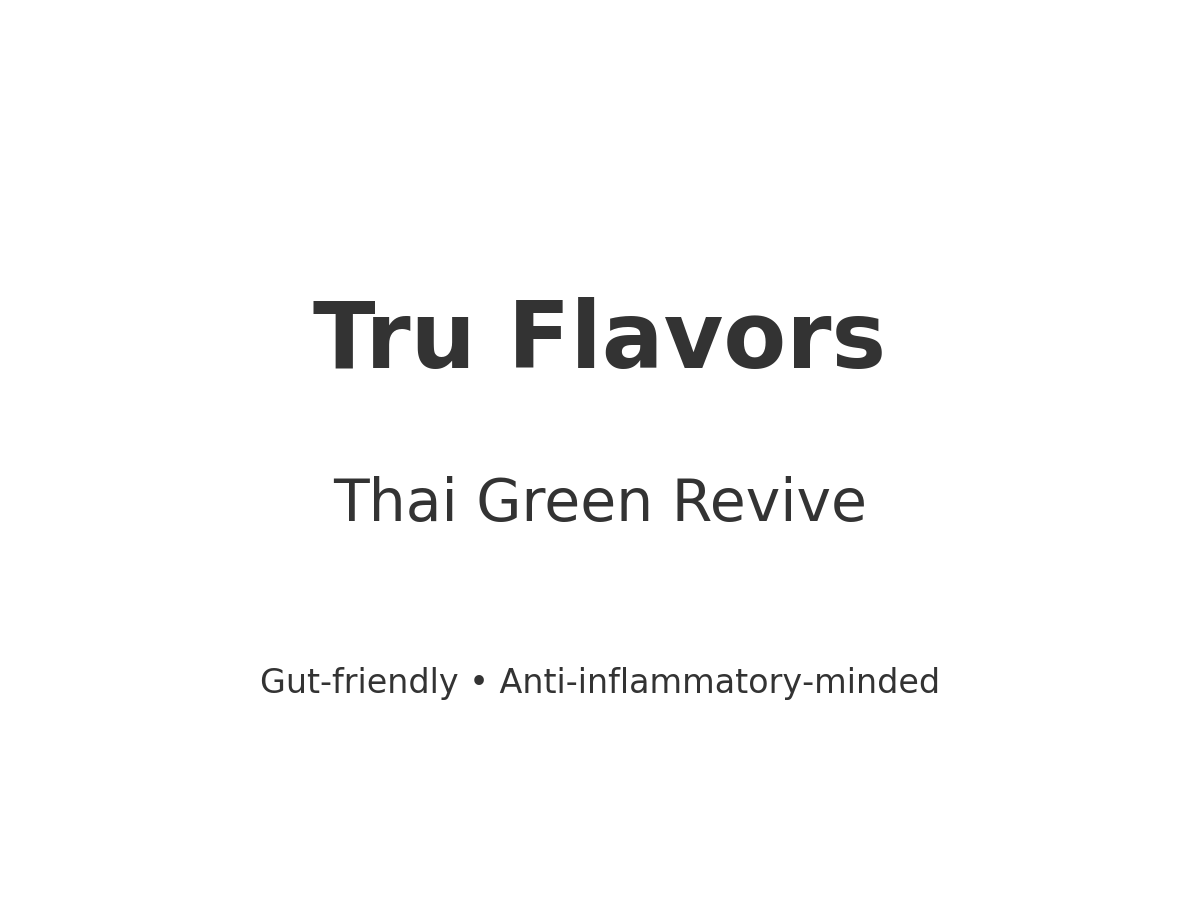 Tru Flavors
Thai Green Revive
Gut-friendly • Anti-inflammatory-minded